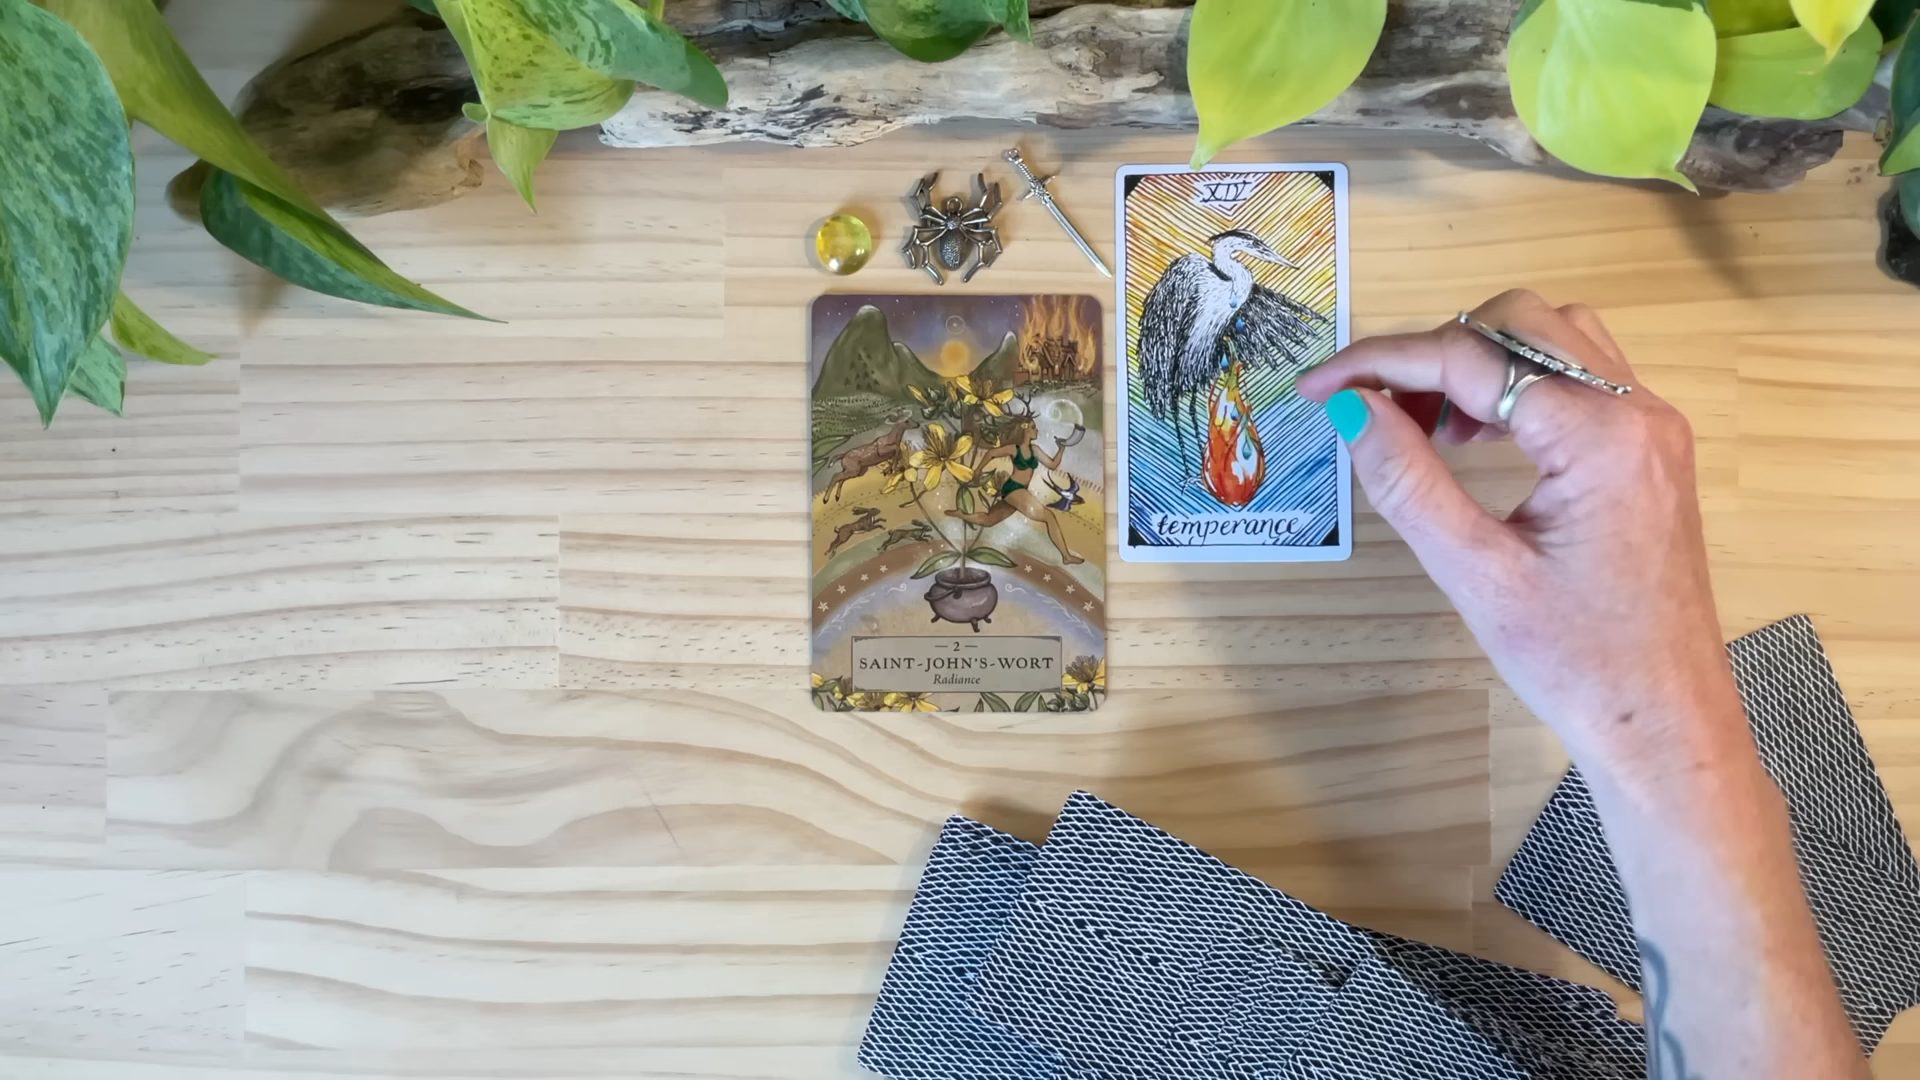 XIV
temperance
— 2 —
SAINT-JOHN'S-WORT
Radiance